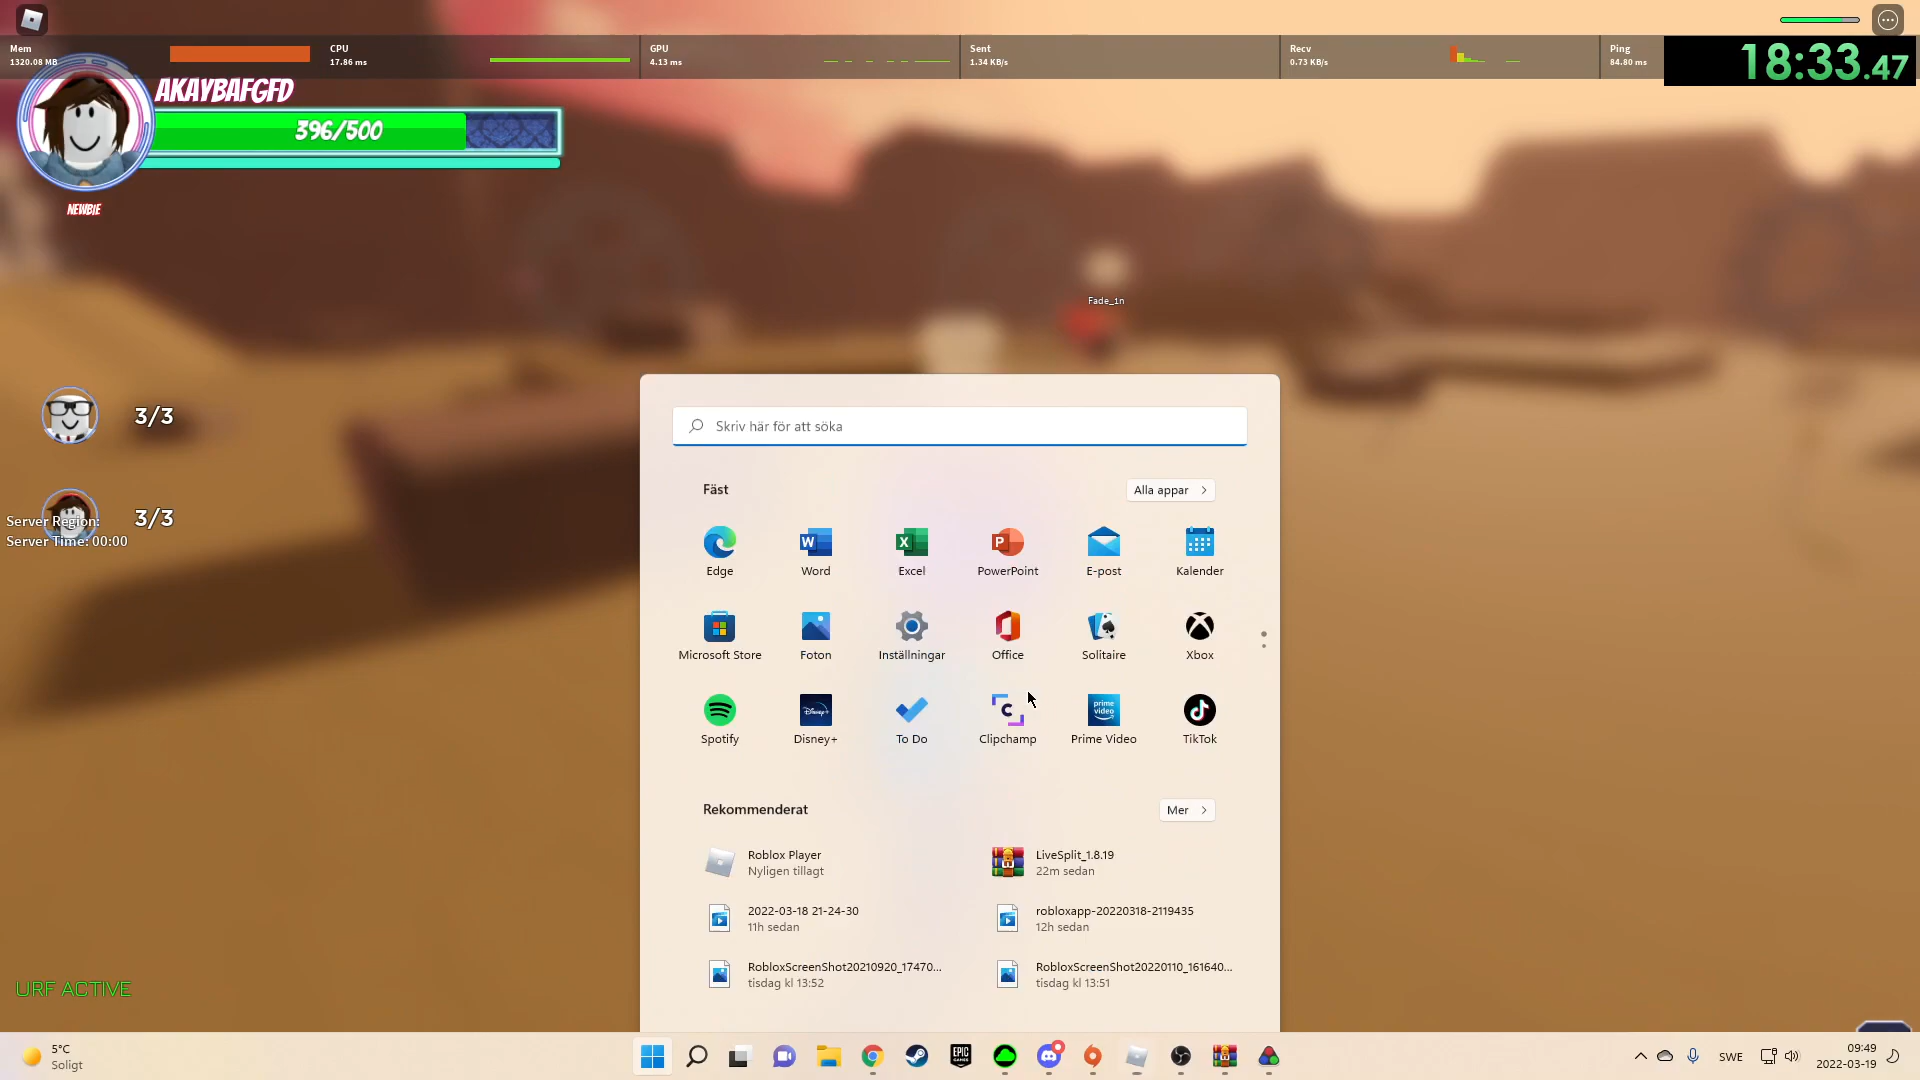 Mem
1320.08 MB
CPU
17.86 ms
GPU
4.13 ms
Sent
1.34 KB/s
Recv
0.73 KB/s
Ping
84.80 ms
18:33.47
AKAYBAFGFD
396/500
NEWBIE
Fade_1n
3/3
3/3
Server Region:
Server Time: 00:00
Skriv här för att söka
Fäst
Alla appar
Edge
Word
Excel
PowerPoint
E-post
Kalender
Microsoft Store
Foton
Inställningar
Office
Solitaire
Xbox
Spotify
Disney+
To Do
Clipchamp
prime video
Prime Video
TikTok
Rekommenderat
Mer
Roblox Player
Nyligen tillagt
LiveSplit_1.8.19
22m sedan
2022-03-18 21-24-30
11h sedan
robloxapp-20220318-2119435
12h sedan
RobloxScreenShot20210920_17470...
tisdag kl 13:52
RobloxScreenShot20220110_161640...
tisdag kl 13:51
URF ACTIVE
5°C
Soligt
EPIC GAMES
SWE
09:49
2022-03-19